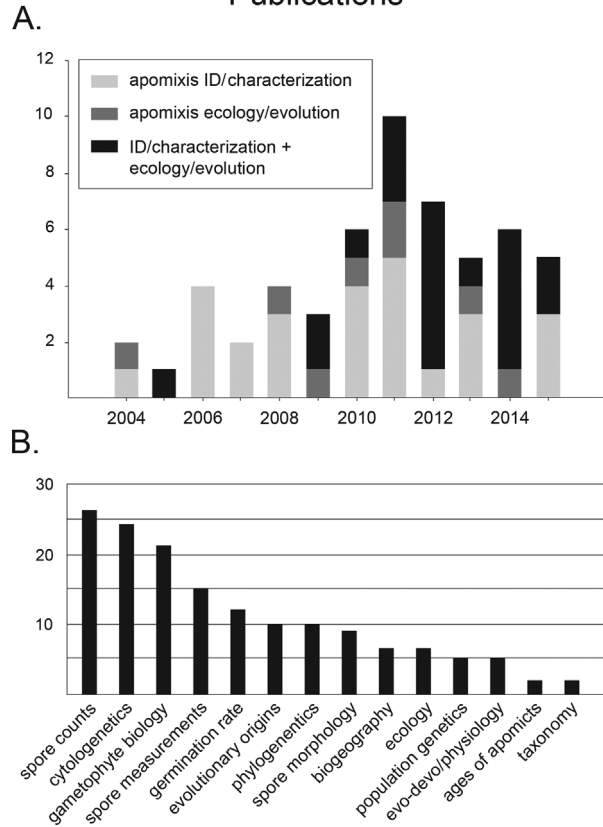 Publications
A.
12
10
8
6
4
2
apomixis ID/characterization
apomixis ecology/evolution
ID/characterization +
ecology/evolution
2004 2006 2008 2010 2012 2014
B.
30
20
10
spore counts
cytologenetics
gametophyte biology
spore measurements
germination rate
evolutionary origins
phylogenentics
spore morphology
biogeography
ecology
population genetics
evo-devo/physiology
ages of apomicts
taxonomy